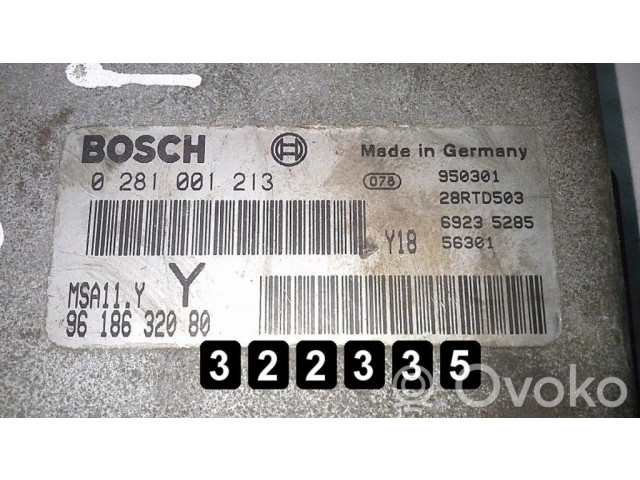 BOSCH
Made in Germany
0 281 001 213
076
950301
28RTD503
6923 5285
Y18
56301
MSA11.Y
Y
96 186 320 80
322335
Ovoko